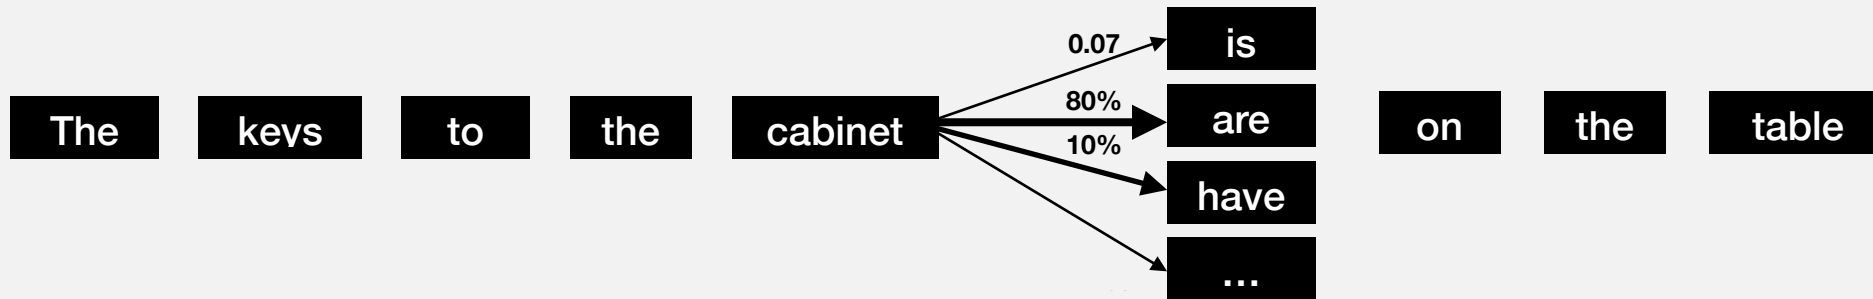 The keys to the cabinet
0.07
80%
10%
is
are
have
...
on the table